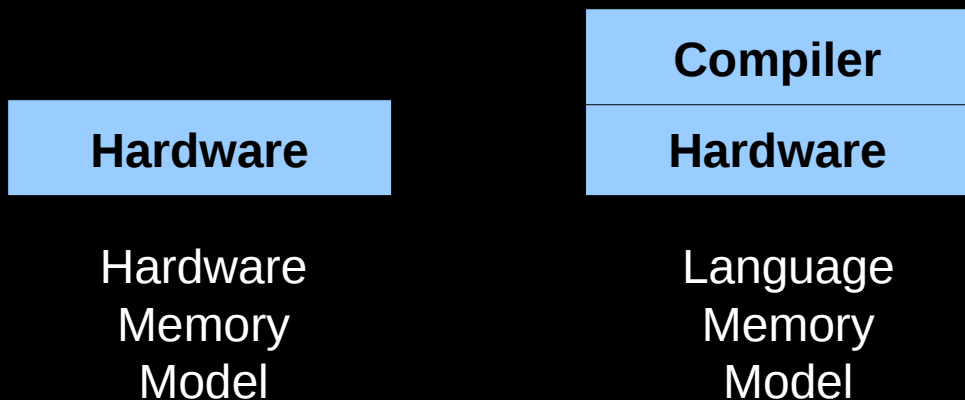 Hardware
Hardware
Memory
Model
Compiler
Hardware
Language
Memory
Model